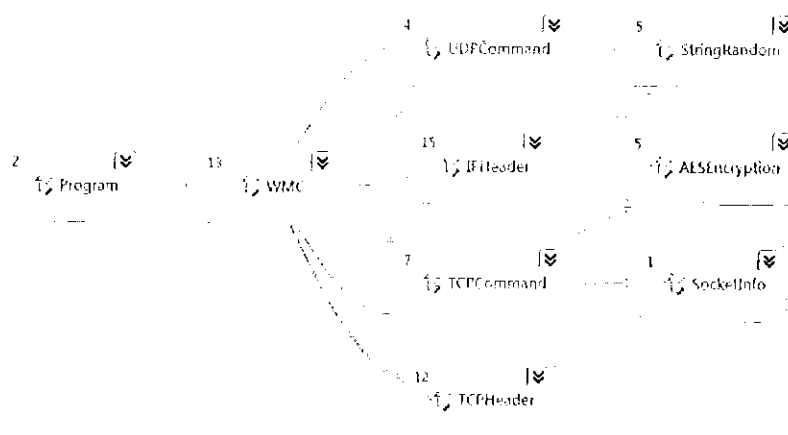 4
UDPCommand
5
StringRandom
15
IPHeader
5
AESEncryption
2
Program
13
WMC
7
TCPCommand
1
SocketInfo
12
TCPHeader